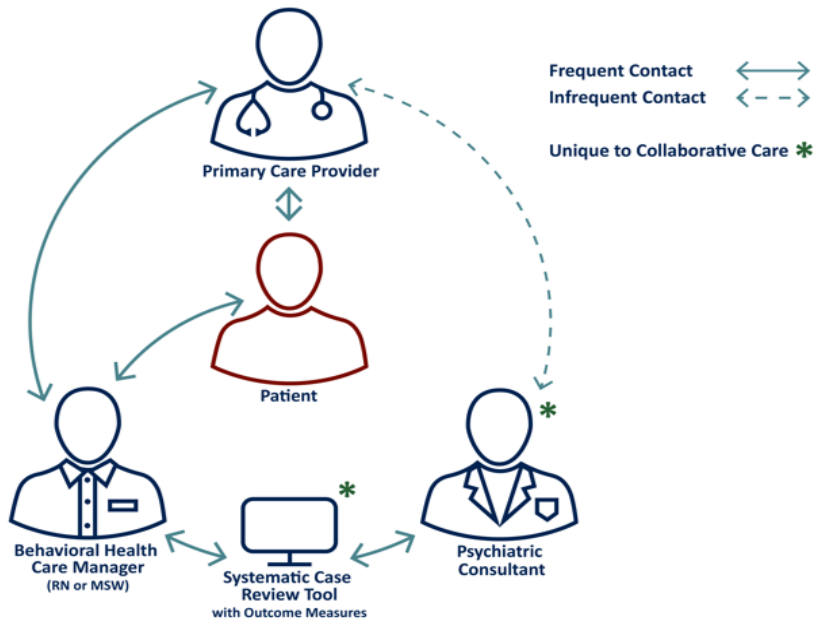 Frequent Contact
Infrequent Contact
Unique to Collaborative Care *
Primary Care Provider
Patient
*
*
Behavioral Health
Care Manager
(RN or MSW)
Systematic Case
Review Tool
with Outcome Measures
Psychiatric
Consultant